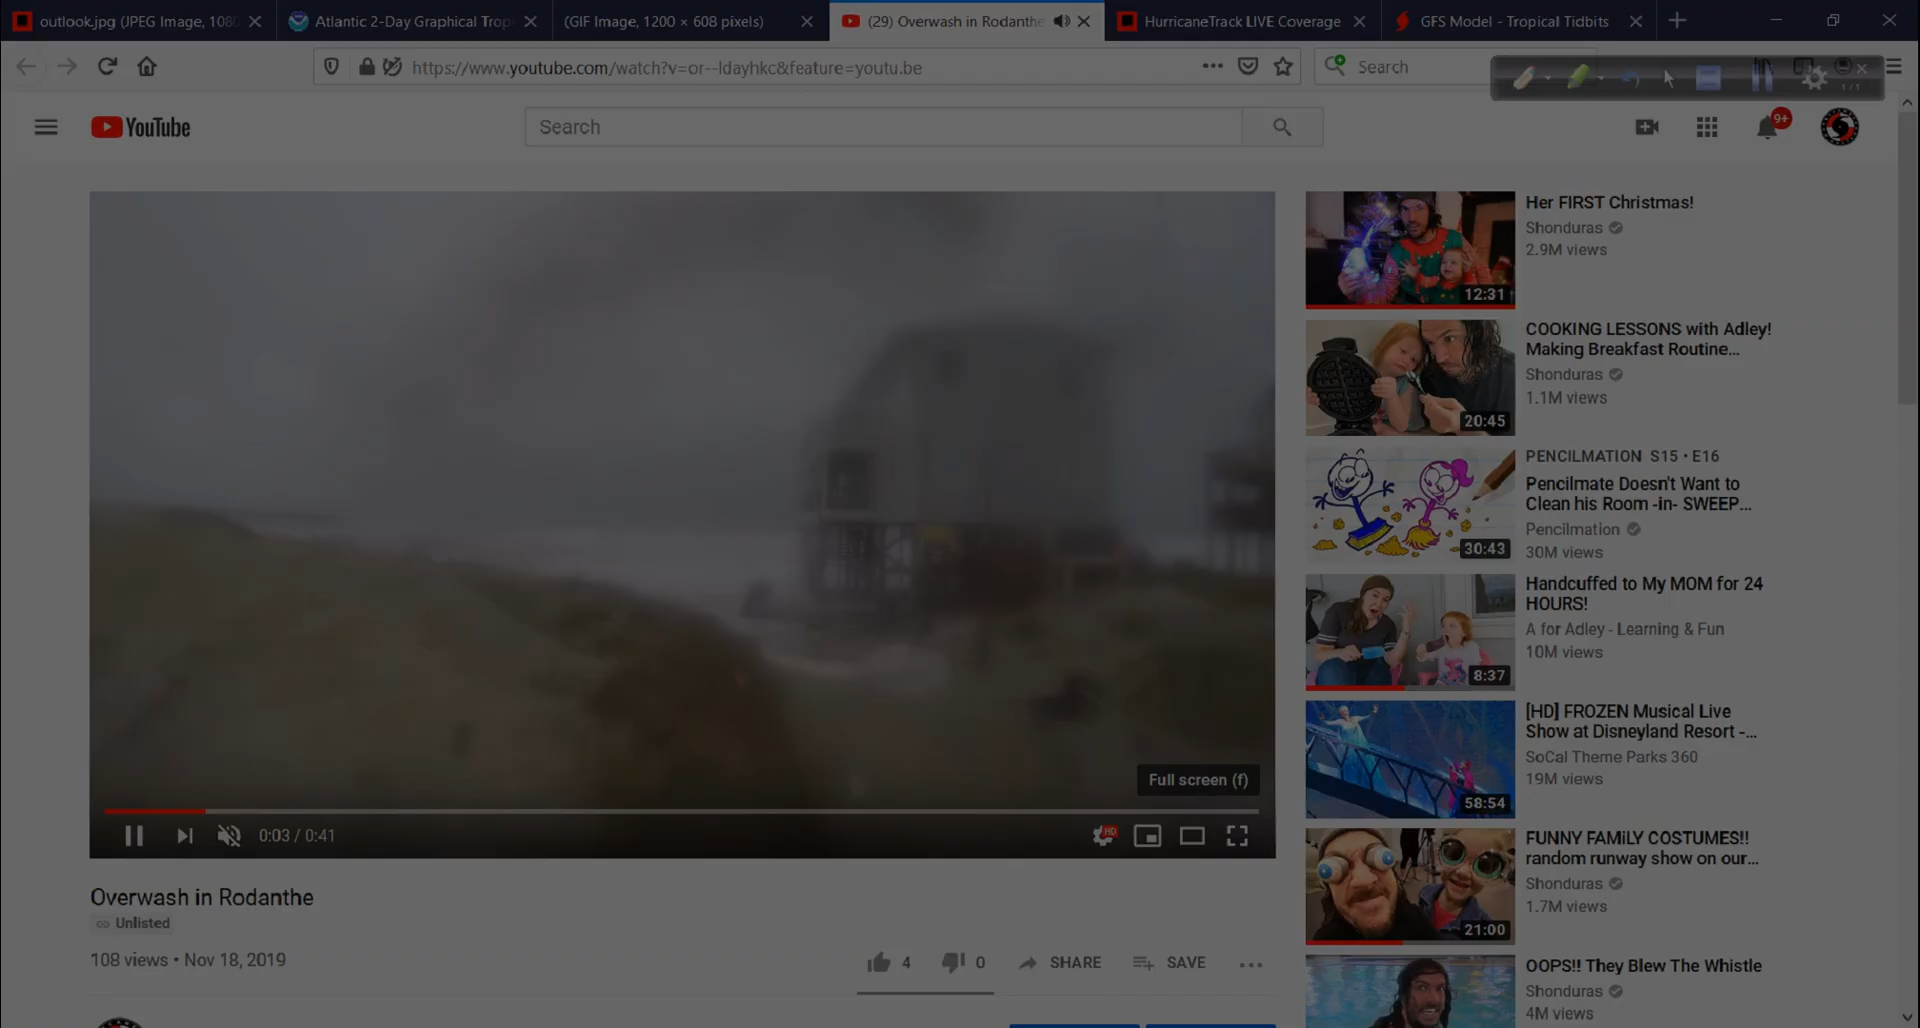 outlook.jpg (JPEG Image, 1080
Atlantic 2-Day Graphical Tropi
(GIF Image, 1200 × 608 pixels)
(29) Overwash in Rodanthe
HurricaneTrack LIVE Coverage
GFS Model - Tropical Tidbits
https://www.youtube.com/watch?v=or--ldayhkc&feature=youtu.be
Search
1/1
YouTube
Search
9+
Her FIRST Christmas!
Shonduras
2.9M views
12:31
COOKING LESSONS with Adley!
Making Breakfast Routine...
Shonduras
1.1M views
20:45
PENCILMATION S15 • E16
Pencilmate Doesn't Want to
Clean his Room -in- SWEEP...
Pencilmation
30M views
30:43
Handcuffed to My MOM for 24
HOURS!
A for Adley - Learning & Fun
10M views
8:37
[HD] FROZEN Musical Live
Show at Disneyland Resort -...
SoCal Theme Parks 360
19M views
58:54
FUNNY FAMiLY COSTUMES!!
random runway show on our...
Shonduras
1.7M views
21:00
OOPS!! They Blew The Whistle
Shonduras
4M views
Full screen (f)
0:03 / 0:41
HD
Overwash in Rodanthe
Unlisted
108 views • Nov 18, 2019
4
0
SHARE
SAVE